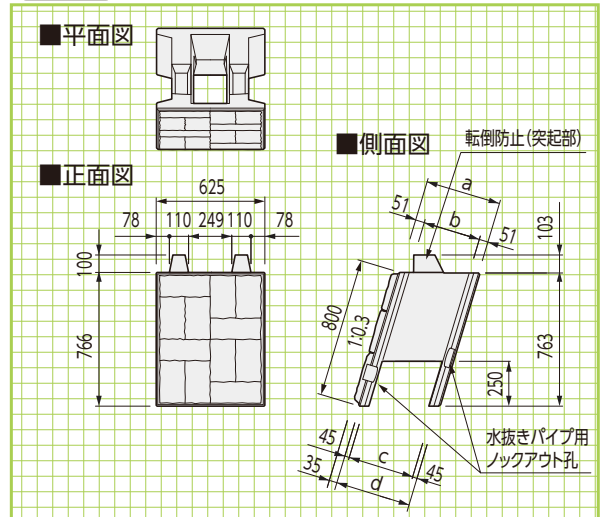 ■平面図
■正面図
625
78 110 249 110 78
100
766
■側面図
転倒防止(突起部)
a
51 b 51
103
800
1:0.3
763
250
水抜きパイプ用
ノックアウト孔
45 c 45
35 d